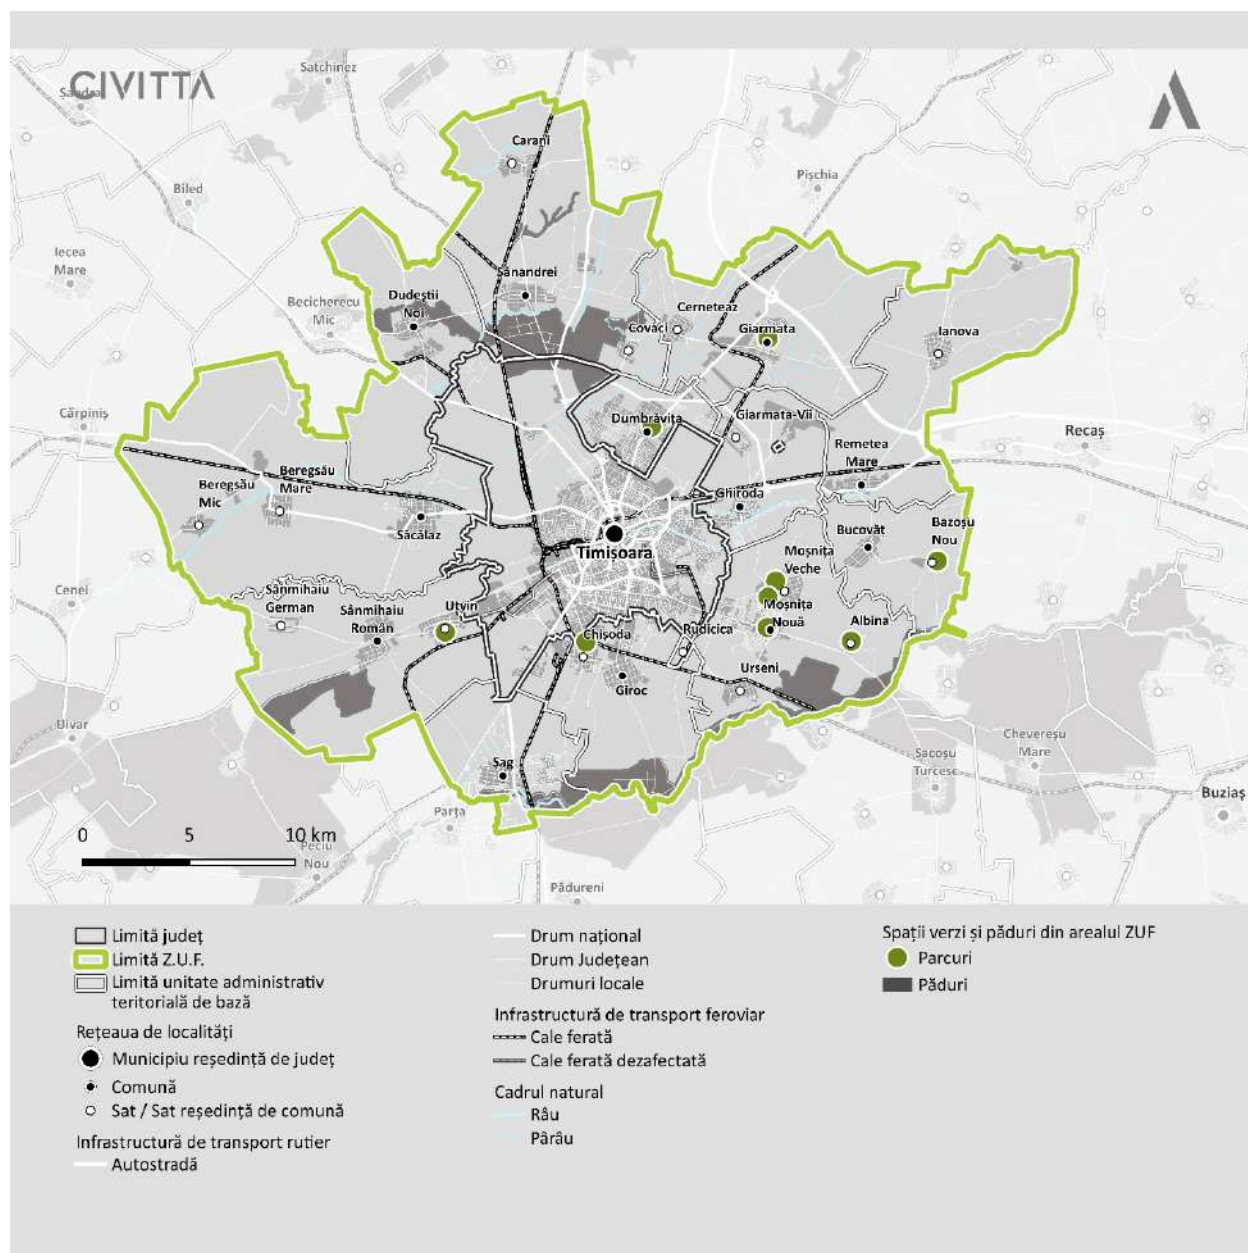 CIVITTA
Satchinez
Sandra
Carani
Pișchia
Biled
Iecea
Mare
Sânandrei
Becicherecu
Mic
Dudeștii
Noi
Cerneteaz
Covaci
Giarmata
Ianova
Cărpiniș
Dumbrăvița
Giarmata-Vii
Recaș
Remetea
Mare
Beregsău
Mare
Beregsău
Mic
Săcălaz
Ghiroda
Bucovăț
Bazoșu
Nou
Timișoara
Moșnița
Veche
Cenei
Sânmihaiu
German
Sânmihaiu
Român
Utvin
Chișoda
Rudicica
Moșnița
Nouă
Albina
Urseni
Giroc
Uivar
Chevereșu
Mare
Sacoșu
Turcesc
Șag
Buziaș
Parța
0 5 10 km
Peciu
Nou
Pădureni
Limită județ
Limită Z.U.F.
Limită unitate administrativ
teritorială de bază
Rețeaua de localități
Municipiu reședință de județ
Comună
Sat / Sat reședință de comună
Infrastructură de transport rutier
Autostradă
Drum național
Drum Județean
Drumuri locale
Infrastructură de transport feroviar
Cale ferată
Cale ferată dezafectată
Cadrul natural
Râu
Pârâu
Spații verzi și păduri din arealul ZUF
Parcuri
Păduri